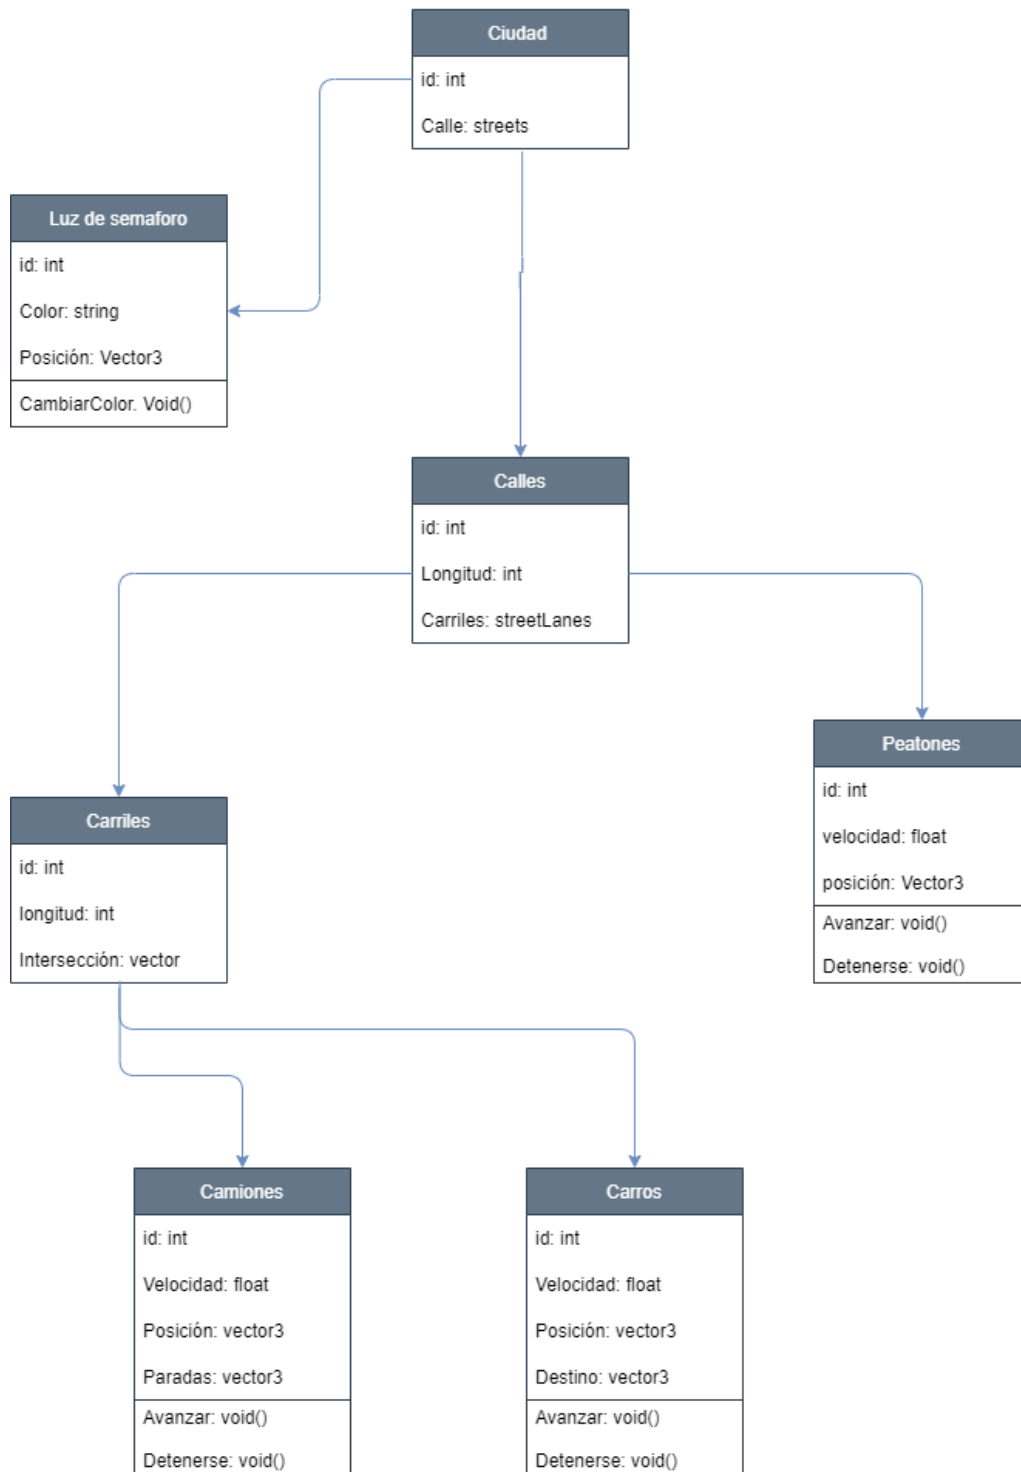 Ciudad
id: int
Calle: streets
Luz de semaforo
id: int
Color: string
Posición: Vector3
CambiarColor. Void()
Calles
id: int
Longitud: int
Carriles: streetLanes
Peatones
id: int
velocidad: float
posición: Vector3
Avanzar: void()
Detenerse: void()
Carriles
id: int
longitud: int
Intersección: vector
Camiones
id: int
Velocidad: float
Posición: vector3
Paradas: vector3
Avanzar: void()
Detenerse: void()
Carros
id: int
Velocidad: float
Posición: vector3
Destino: vector3
Avanzar: void()
Detenerse: void()